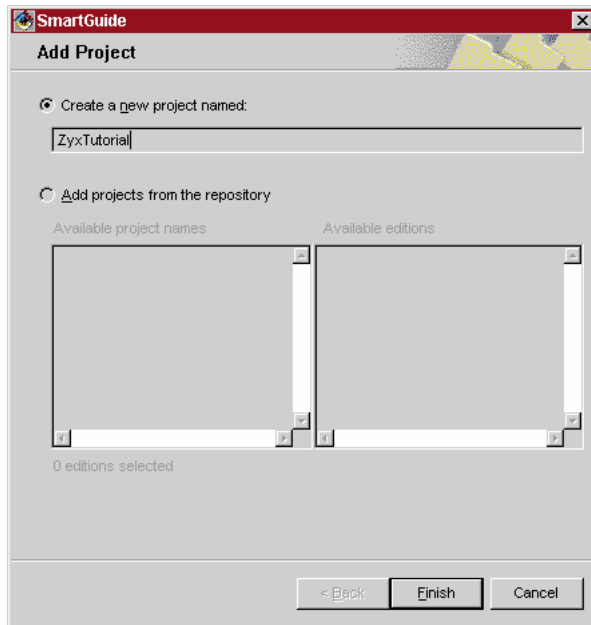 SmartGuide
Add Project
Create a new project named:
ZyxTutorial
Add projects from the repository
Available project names Available editions
0 editions selected
< Back Finish Cancel